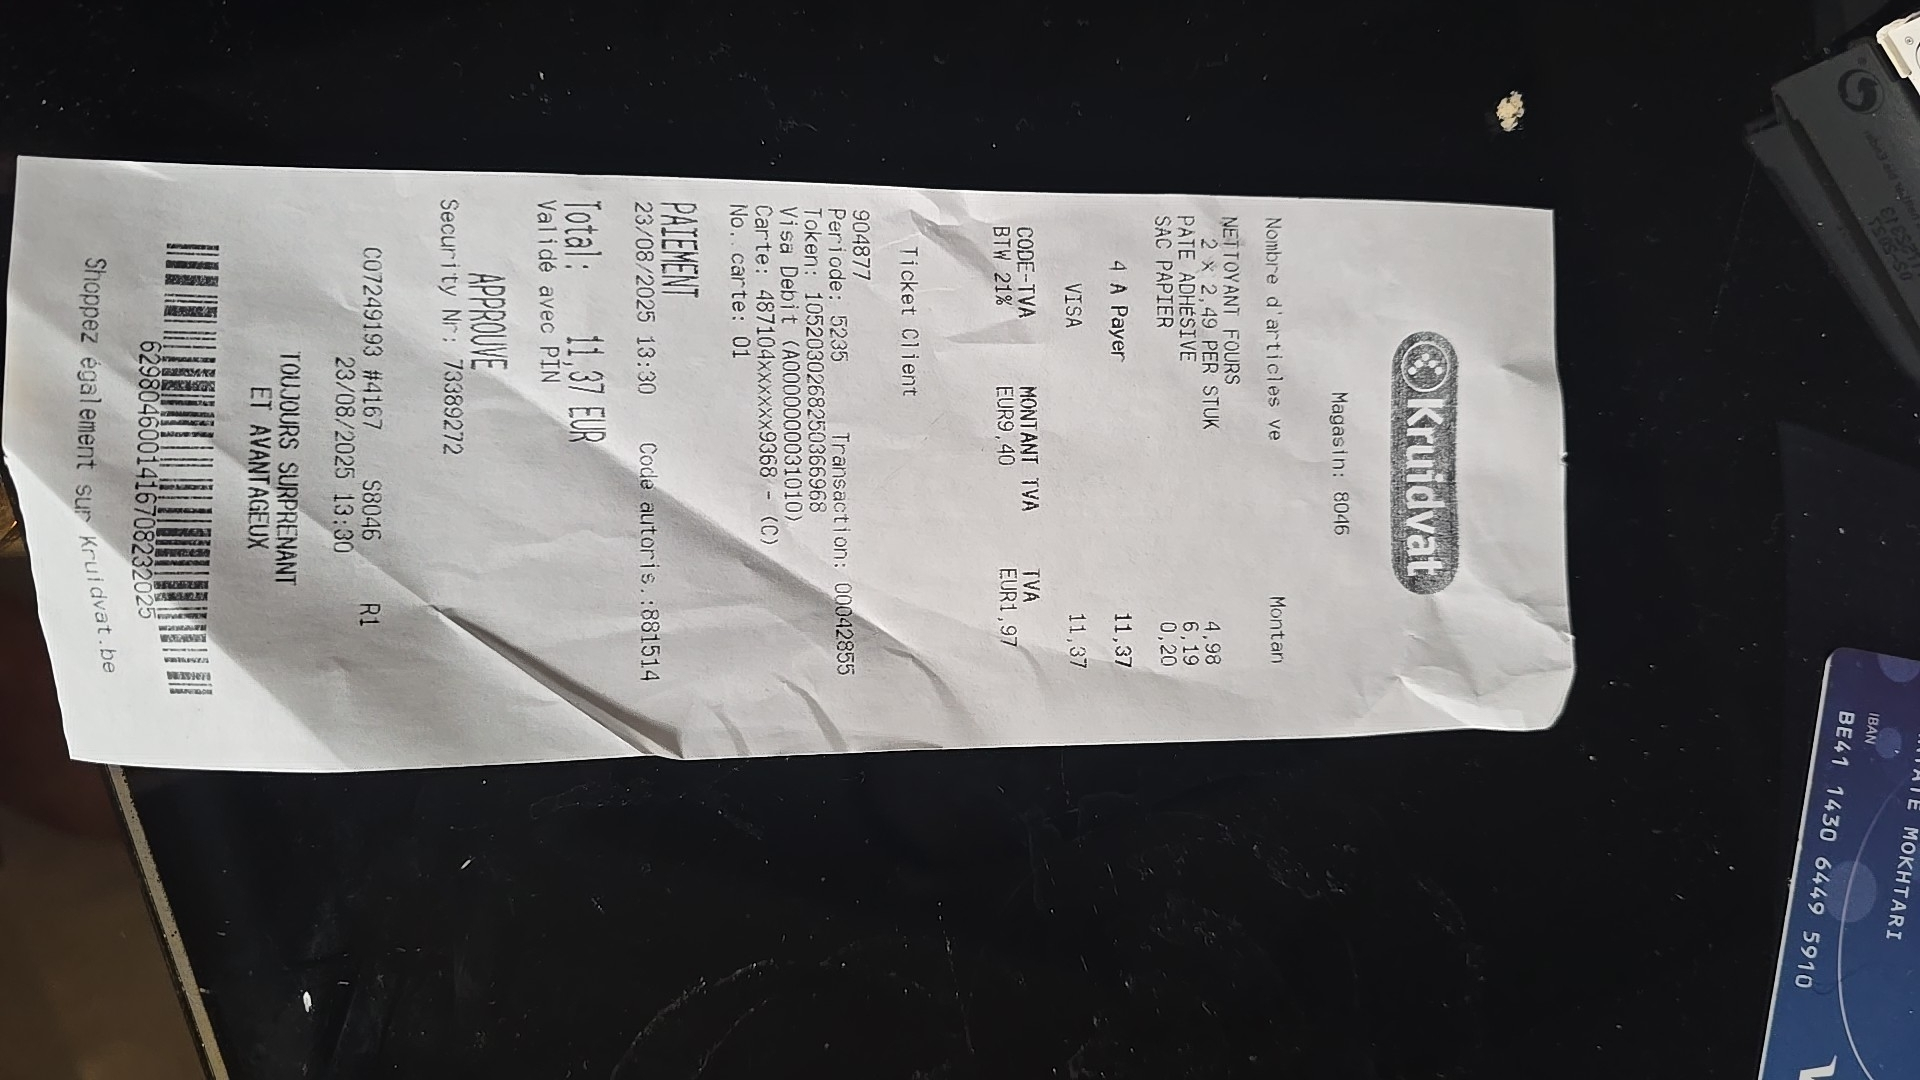 Kruidvat
Magasin: 8046
Nombre d'articles ve Montan
NETTOYANT FOURS
2 x 2,49 PER STUK 4,98
PATE ADHÉSIVE 6,19
SAC PAPIER 0,20
4 A Payer 11,37
VISA 11,37
CODE-TVA MONTANT TVA TVA
BTW 21% EUR9,40 EUR1,97
Ticket Client
904877
Periode: 5235 Transaction: 00042855
Token: 1052030268250366968
Visa Debit (A0000000031010)
Carte: 487104xxxxxx9368 - (C)
No. carte: 01
PAIEMENT
23/08/2025 13:30 Code autoris.:881514
Total: 11,37 EUR
Validé avec PIN
APPROUVE
Security Nr: 73389272
C07249193 #4167 S8046 R1
23/08/2025 13:30
TOUJOURS SURPRENANT
ET AVANTAGEUX
6298046001416708232025
Shoppez également sur Kruidvat.be
MOKHTARI
IBAN
BE41 1430 6449 5910